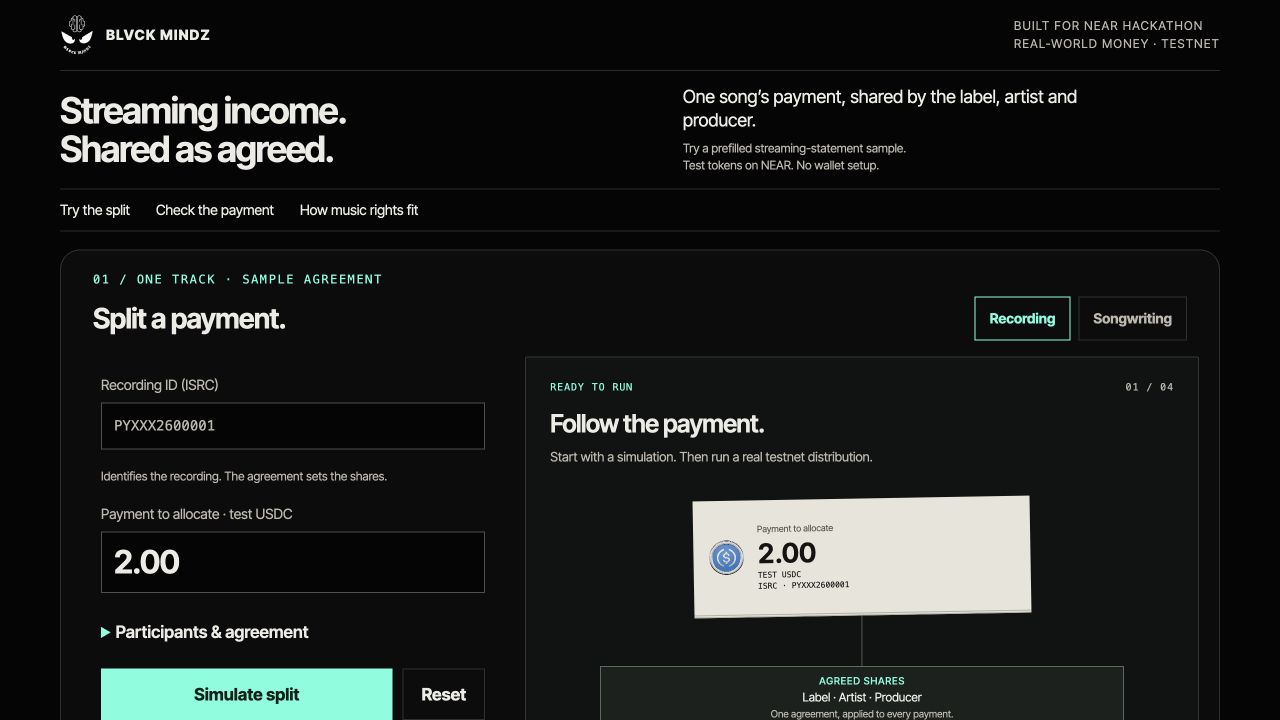 BLVCK MINDZ
BLVCK MINDZ
BUILT FOR NEAR HACKATHON
REAL-WORLD MONEY · TESTNET
Streaming income.
Shared as agreed.
One song’s payment, shared by the label, artist and
producer.
Try a prefilled streaming-statement sample.
Test tokens on NEAR. No wallet setup.
Try the split
Check the payment
How music rights fit
01 / ONE TRACK · SAMPLE AGREEMENT
Split a payment.
Recording
Songwriting
Recording ID (ISRC)
PYXXX2600001
Identifies the recording. The agreement sets the shares.
Payment to allocate · test USDC
2.00
Participants & agreement
Simulate split
Reset
READY TO RUN
01 / 04
Follow the payment.
Start with a simulation. Then run a real testnet distribution.
Payment to allocate
2.00
TEST USDC
ISRC · PYXXX2600001
AGREED SHARES
Label · Artist · Producer
One agreement, applied to every payment.